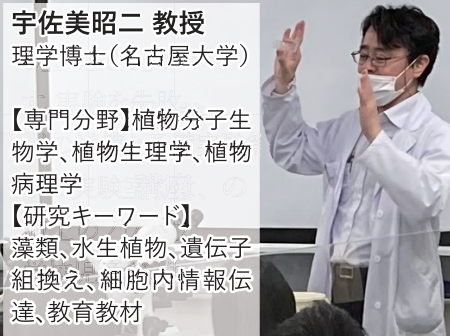 宇佐美昭二 教授
理学博士（名古屋大学）
【専門分野】植物分子生
物学、植物生理学、植物
病理学
【研究キーワード】
藻類、水生植物、遺伝子
組換え、細胞内情報伝
達、教育教材